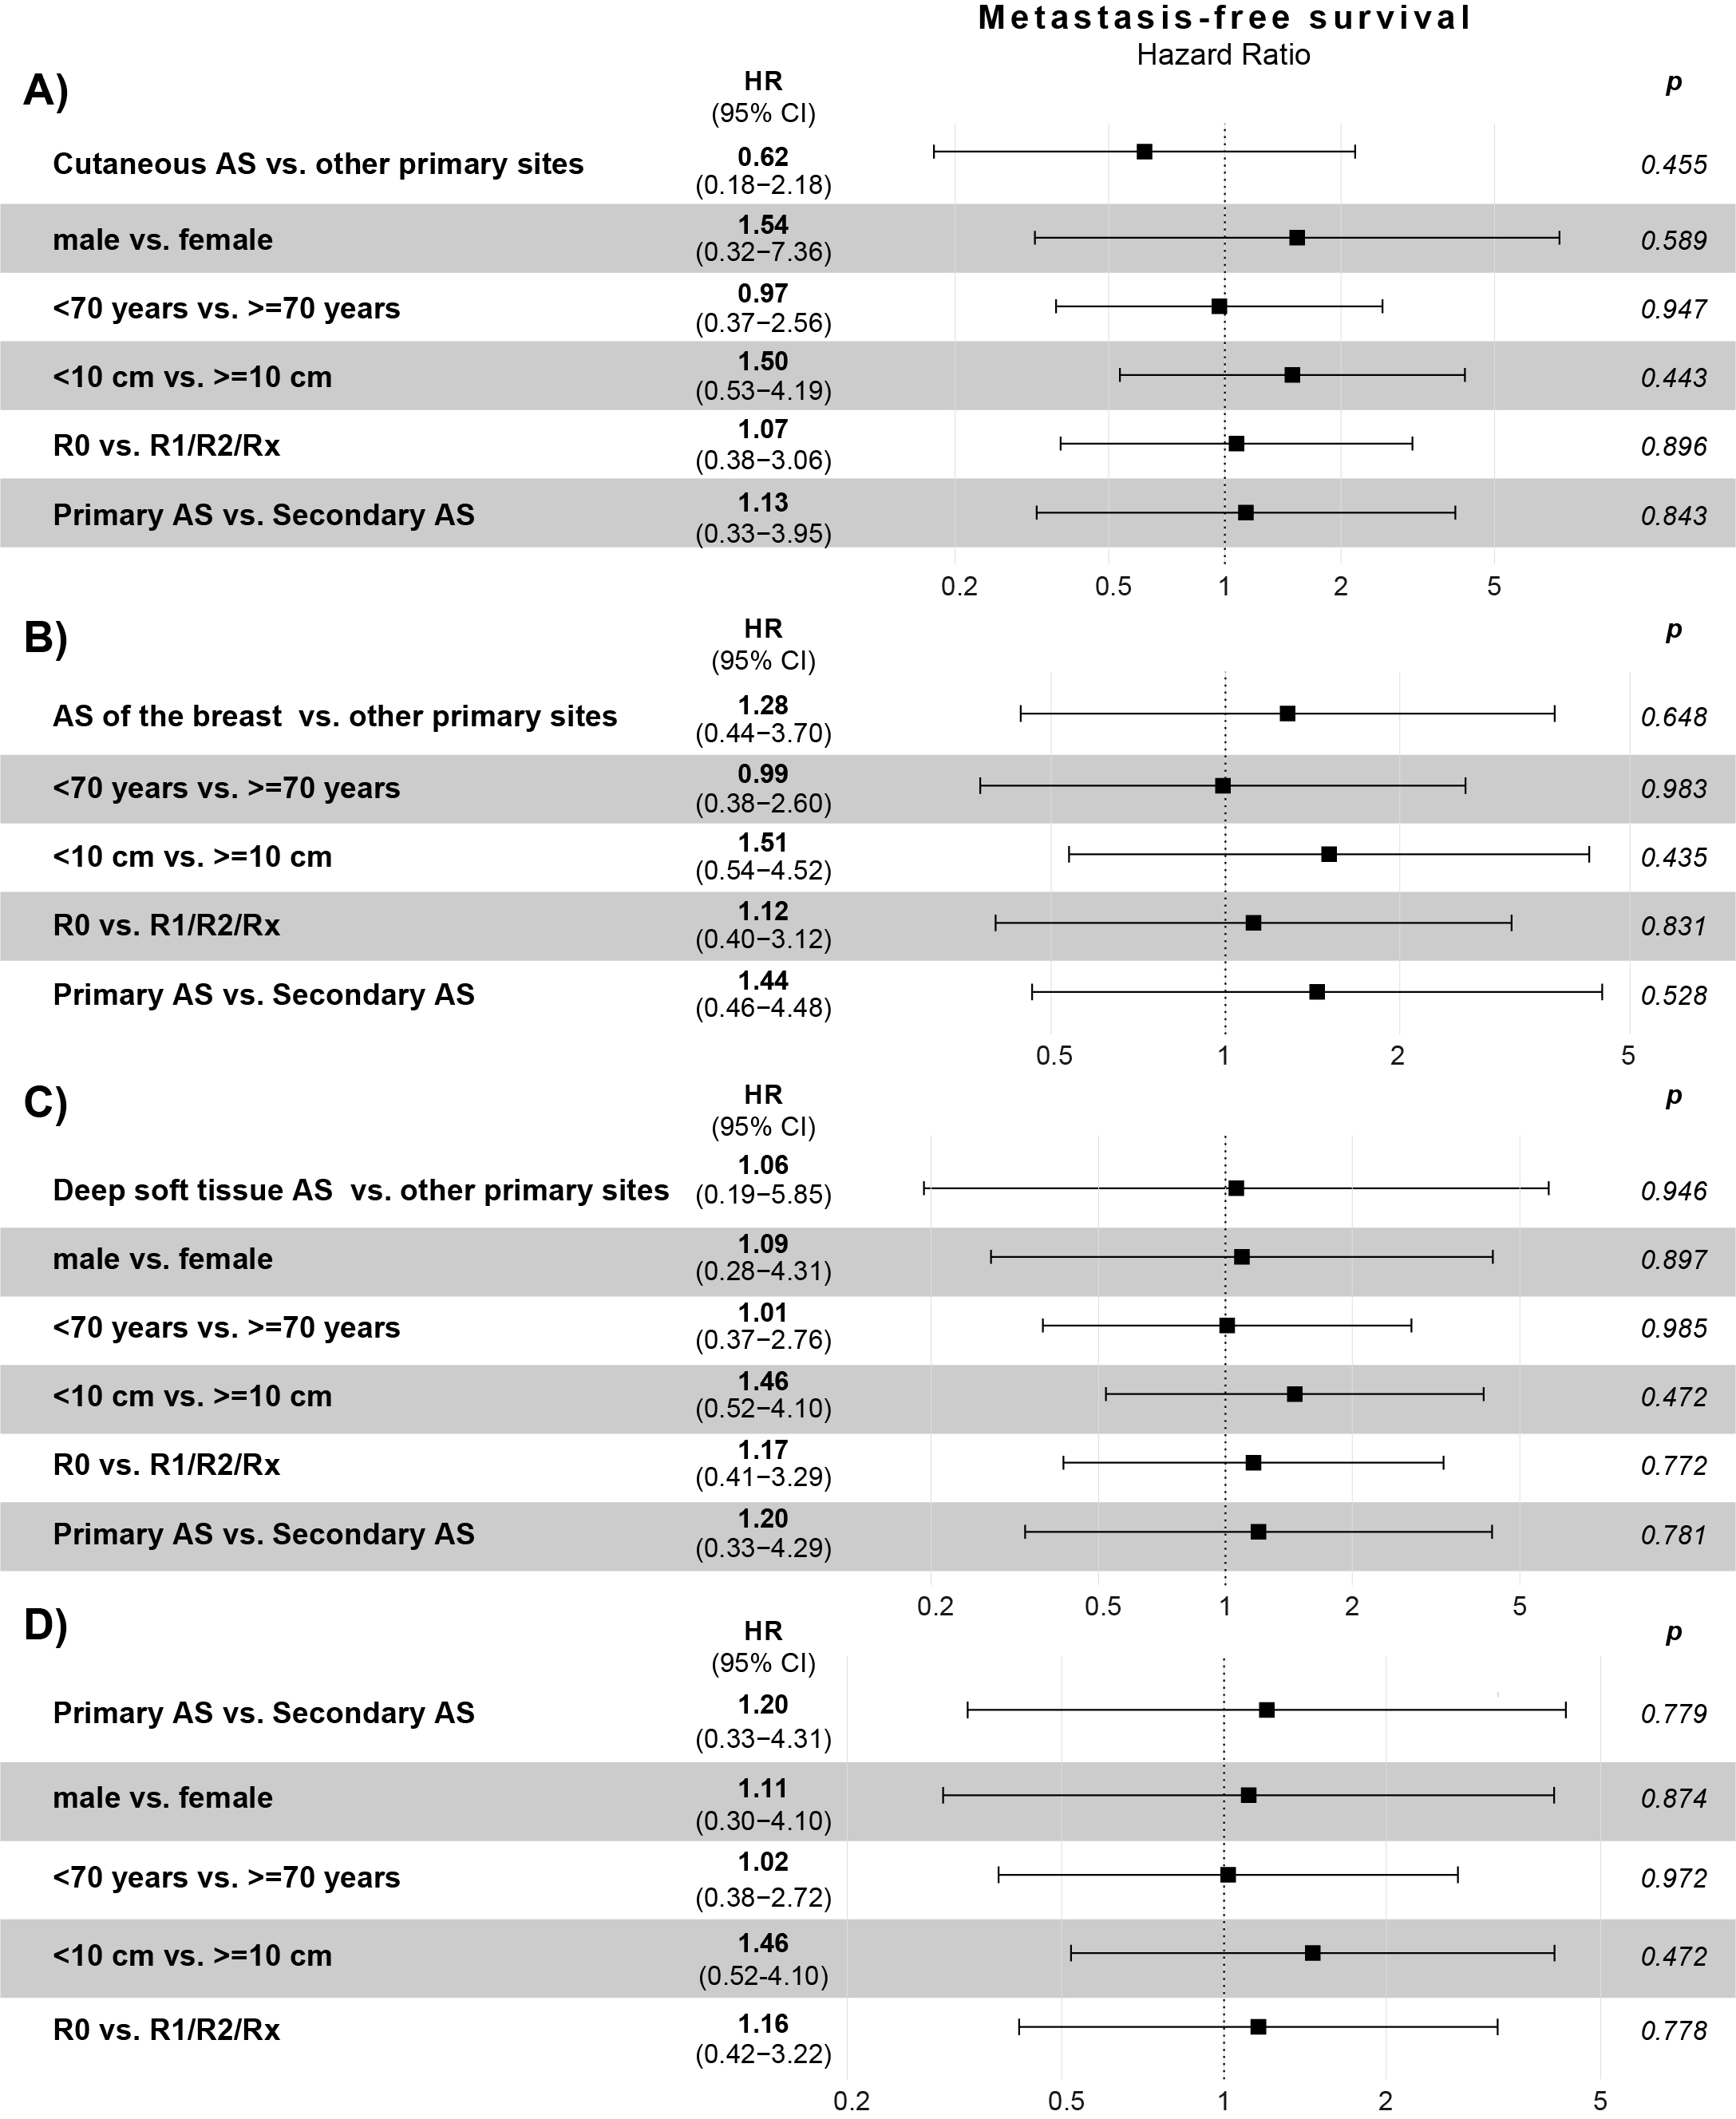 Metastasis-free survival
Hazard Ratio
A)
HR
(95% CI)
p
Cutaneous AS vs. other primary sites
0.62
(0.18−2.18)
0.455
male vs. female
1.54
(0.32−7.36)
0.589
<70 years vs. >=70 years
0.97
(0.37−2.56)
0.947
<10 cm vs. >=10 cm
1.50
(0.53−4.19)
0.443
R0 vs. R1/R2/Rx
1.07
(0.38−3.06)
0.896
Primary AS vs. Secondary AS
1.13
(0.33−3.95)
0.843
0.2 0.5 1 2 5
B)
HR
(95% CI)
p
AS of the breast  vs. other primary sites
1.28
(0.44−3.70)
0.648
<70 years vs. >=70 years
0.99
(0.38−2.60)
0.983
<10 cm vs. >=10 cm
1.51
(0.54−4.52)
0.435
R0 vs. R1/R2/Rx
1.12
(0.40−3.12)
0.831
Primary AS vs. Secondary AS
1.44
(0.46−4.48)
0.528
0.5 1 2 5
C)
HR
(95% CI)
p
Deep soft tissue AS  vs. other primary sites
1.06
(0.19−5.85)
0.946
male vs. female
1.09
(0.28−4.31)
0.897
<70 years vs. >=70 years
1.01
(0.37−2.76)
0.985
<10 cm vs. >=10 cm
1.46
(0.52−4.10)
0.472
R0 vs. R1/R2/Rx
1.17
(0.41−3.29)
0.772
Primary AS vs. Secondary AS
1.20
(0.33−4.29)
0.781
0.2 0.5 1 2 5
D)
HR
(95% CI)
p
Primary AS vs. Secondary AS
1.20
(0.33−4.31)
0.779
male vs. female
1.11
(0.30−4.10)
0.874
<70 years vs. >=70 years
1.02
(0.38−2.72)
0.972
<10 cm vs. >=10 cm
1.46
(0.52-4.10)
0.472
R0 vs. R1/R2/Rx
1.16
(0.42−3.22)
0.778
0.2 0.5 1 2 5